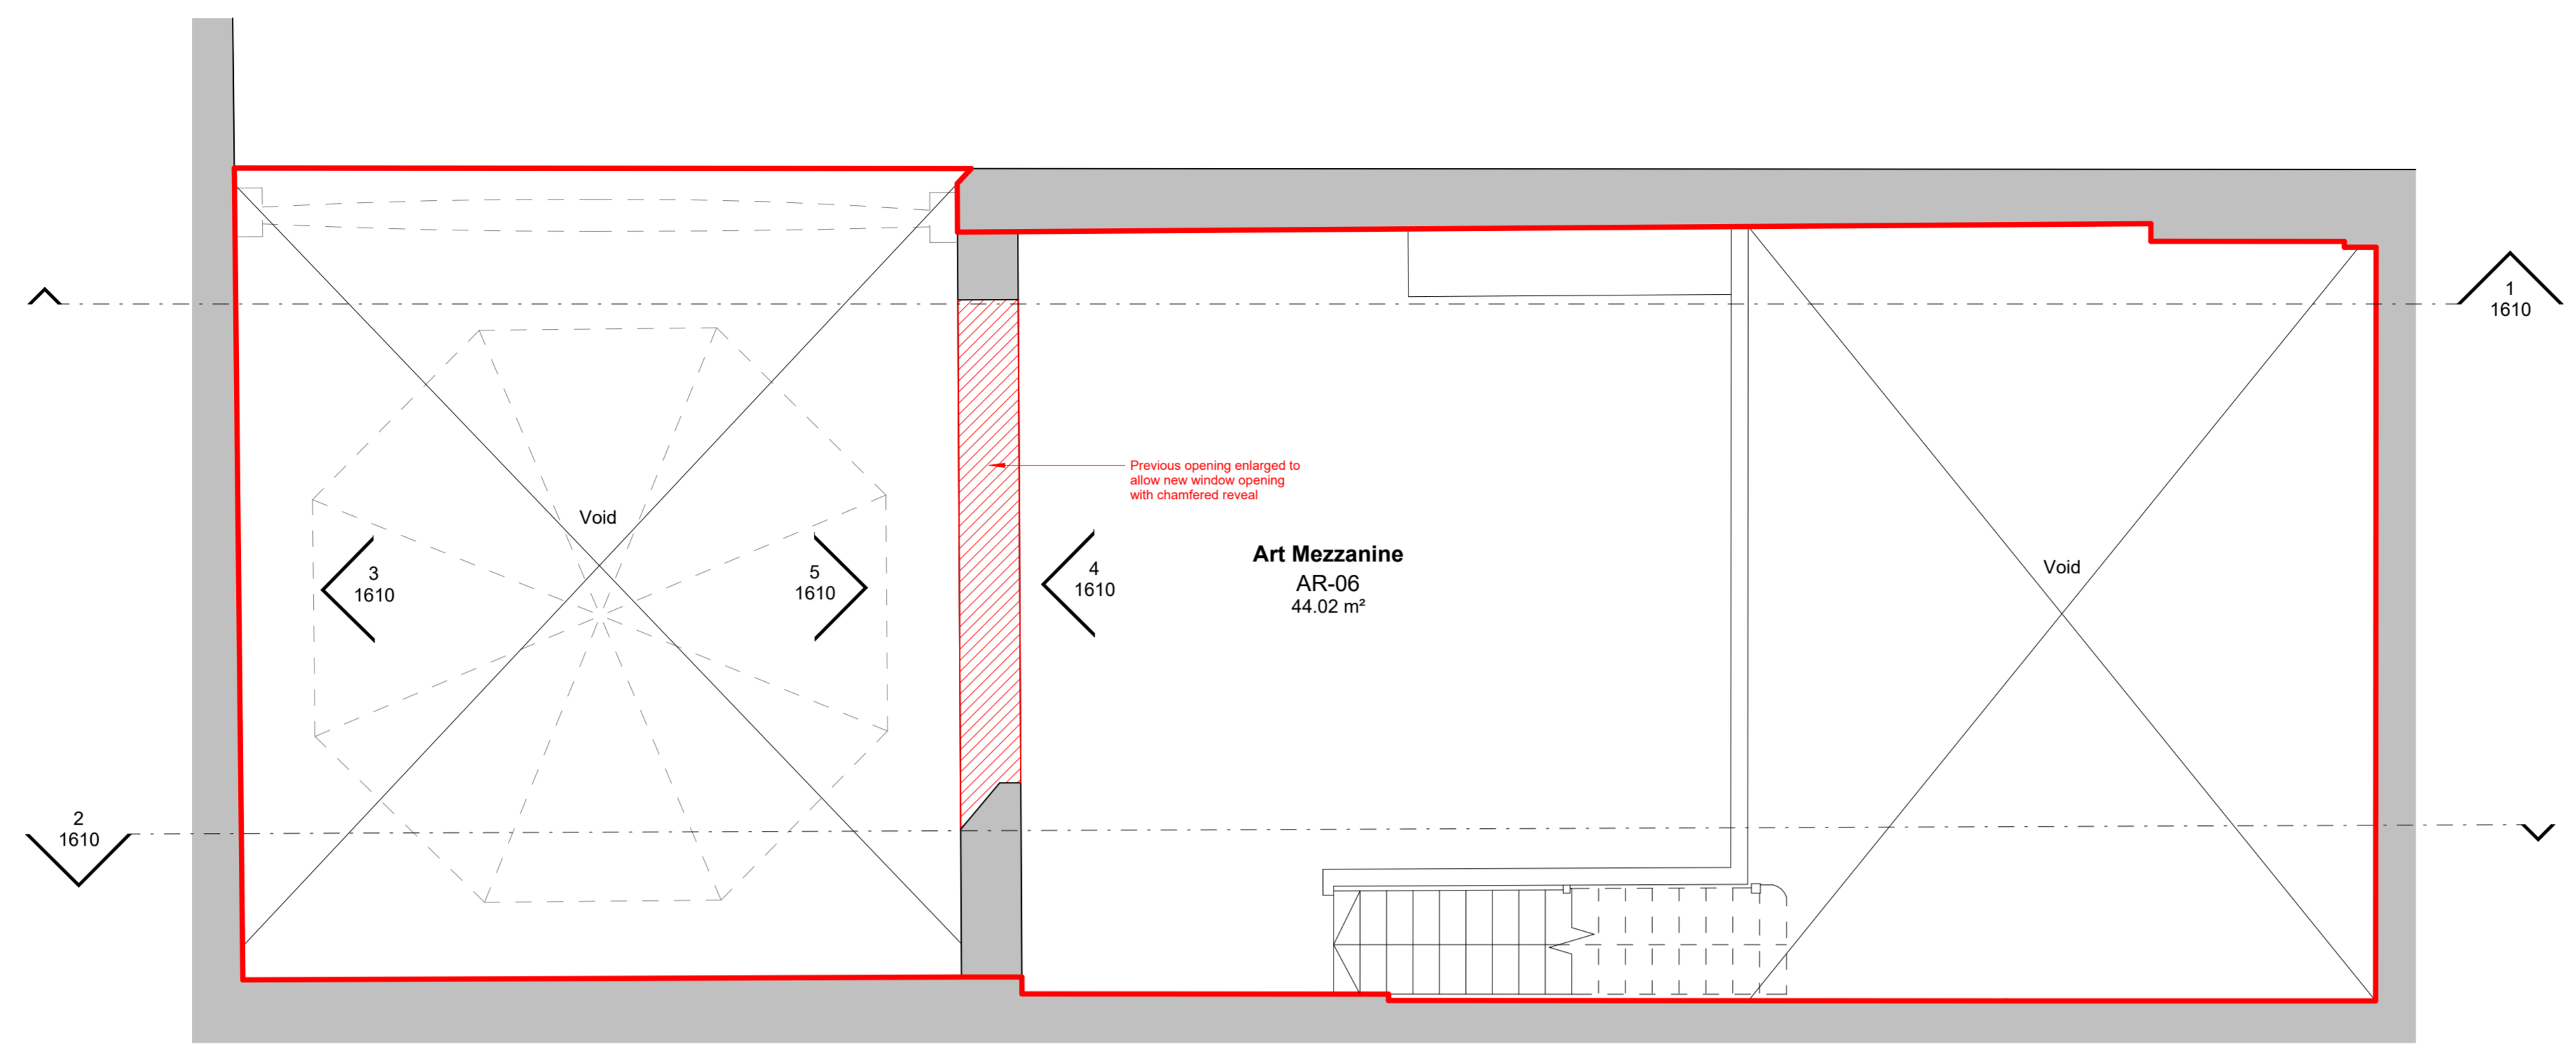 1
1610
Previous opening enlarged to
allow new window opening
with chamfered reveal
Void
3
1610
5
1610
4
1610
Art Mezzanine
AR-06
44.02 m²
Void
2
1610